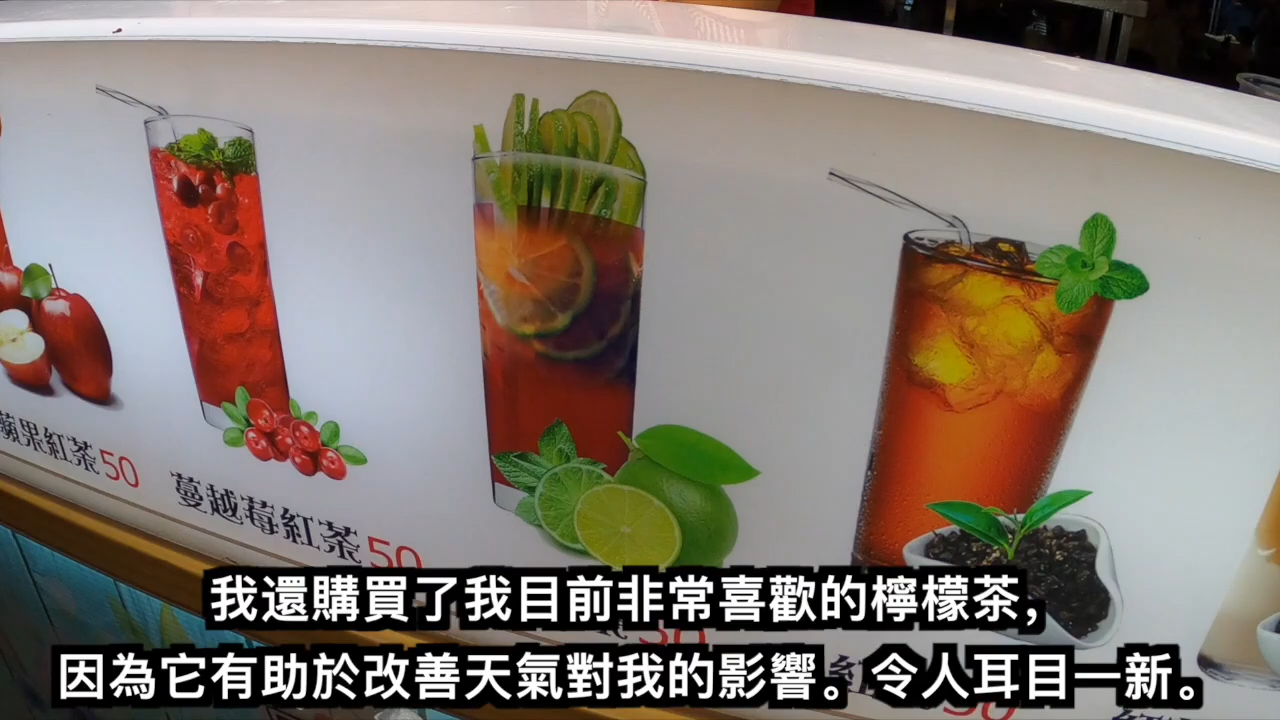 蘋果紅茶50
蔓越莓紅茶50
我還購買了我目前非常喜歡的檸檬茶,
因為它有助於改善天氣對我的影響。令人耳目一新。